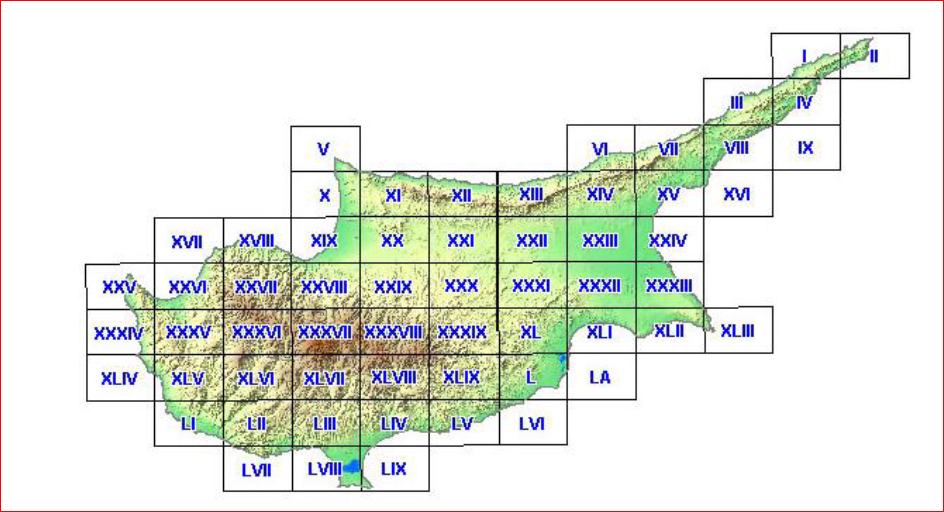 I II
III IV
V VI VII VIII IX
X XI XII XIII XIV XV XVI
XVII XVIII XIX XX XXI XXII XXIII XXIV
XXV XXVI XXVII XXVIII XXIX XXX XXXI XXXII XXXIII
XXXIV XXXV XXXVI XXXVII XXXVIII XXXIX XL XLI XLII XLIII
XLIV XLV XLVI XLVII XLVIII XLIX L LA
LI LII LIII LIV LV LVI
LVII LVIII LIX